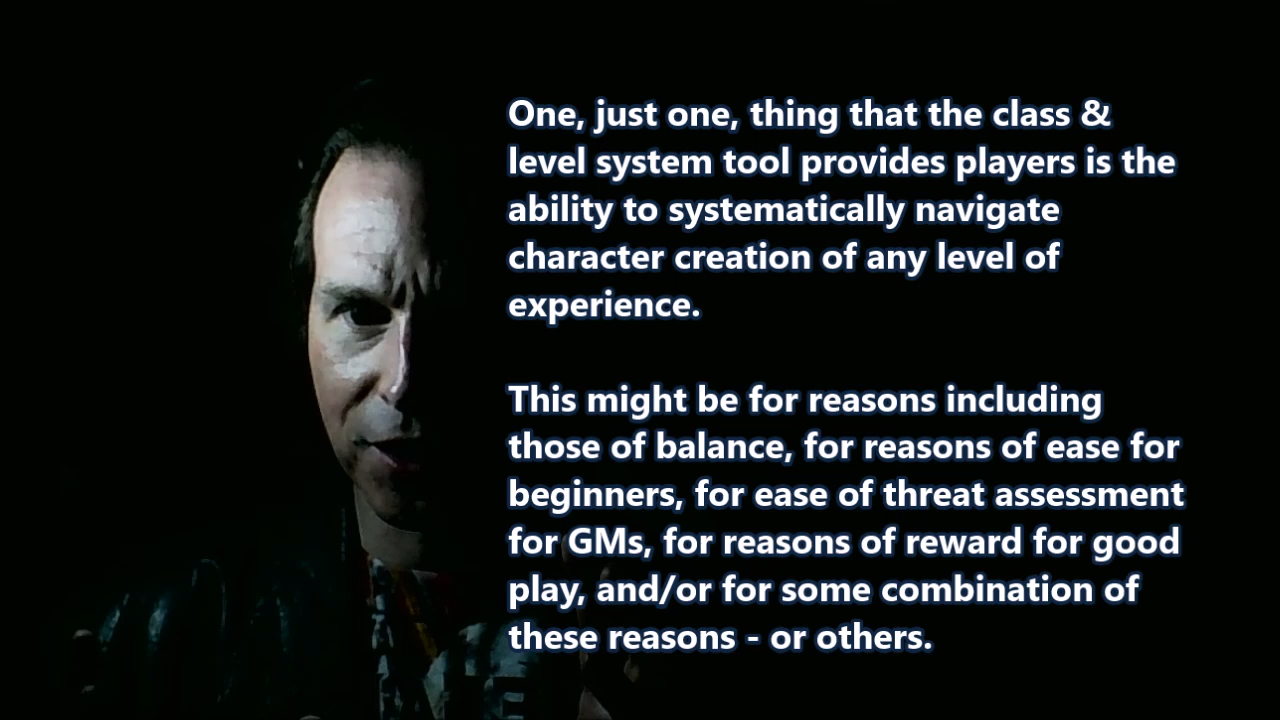 One, just one, thing that the class &
level system tool provides players is the
ability to systematically navigate
character creation of any level of
experience.
This might be for reasons including
those of balance, for reasons of ease for
beginners, for ease of threat assessment
for GMs, for reasons of reward for good
play, and/or for some combination of
these reasons - or others.